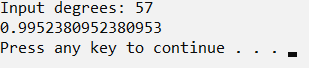 Input degrees: 57
0.9952380952380953
Press any key to continue . . .